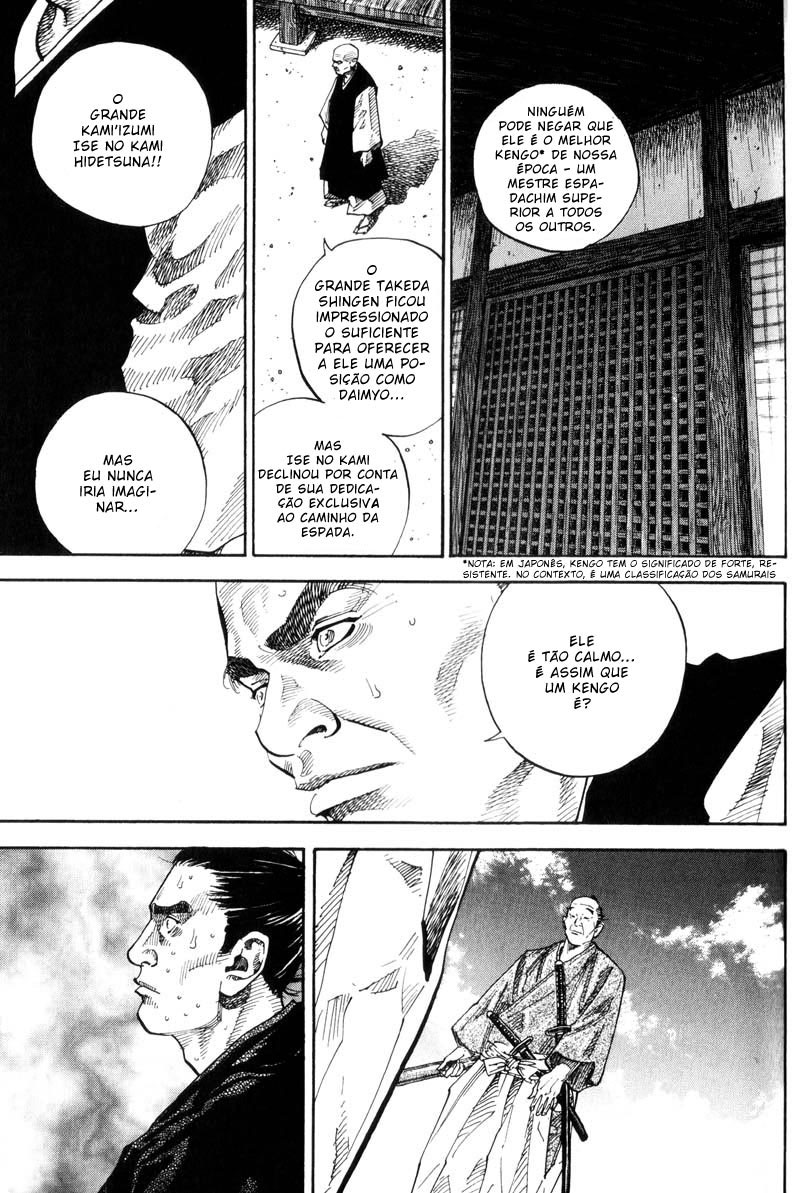 NINGUÉM
PODE NEGAR QUE
ELE É O MELHOR
KENGO* DE NOSSA
ÉPOCA – UM
MESTRE ESPA-
DACHIM SUPE-
RIOR A TODOS
OS OUTROS.
*NOTA: EM JAPONÊS, KENGO TEM O SIGNIFICADO DE FORTE, RE-
SISTENTE. NO CONTEXTO, É UMA CLASSIFICAÇÃO DOS SAMURAIS
O
GRANDE TAKEDA
SHINGEN FICOU
IMPRESSIONADO
O SUFICIENTE
PARA OFERECER
A ELE UMA PO-
SIÇÃO COMO
DAIMYO...
MAS
ISE NO KAMI
DECLINOU POR CONTA
DE SUA DEDICA-
ÇÃO EXCLUSIVA
AO CAMINHO DA
ESPADA.
O
GRANDE
KAMI'IZUMI
ISE NO KAMI
HIDETSUNA!!
MAS
EU NUNCA
IRIA IMAGI-
NAR...
ELE
É TÃO CALMO...
É ASSIM QUE
UM KENGO
É?